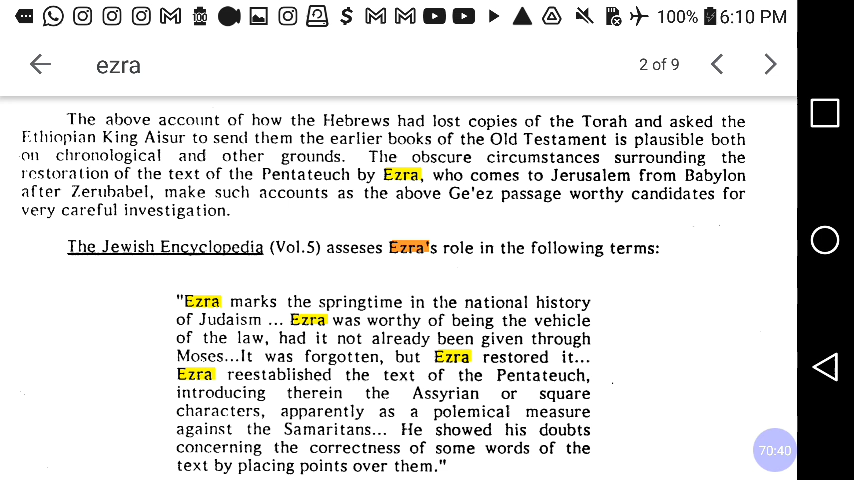 100% 6:10 PM
ezra
2 of 9
The above account of how the Hebrews had lost copies of the Torah and asked the
Ethiopian King Aisur to send them the earlier books of the Old Testament is plausible both
on chronological and other grounds. The obscure circumstances surrounding the
restoration of the text of the Pentateuch by Ezra, who comes to Jerusalem from Babylon
after Zerubabel, make such accounts as the above Ge'ez passage worthy candidates for
very careful investigation.
The Jewish Encyclopedia (Vol.5) asseses Ezra's role in the following terms:
"Ezra marks the springtime in the national history
of Judaism ... Ezra was worthy of being the vehicle
of the law, had it not already been given through
Moses...It was forgotten, but Ezra restored it...
Ezra reestablished the text of the Pentateuch,
introducing therein the Assyrian or square
characters, apparently as a polemical measure
against the Samaritans... He showed his doubts
concerning the correctness of some words of the
text by placing points over them."
70:40